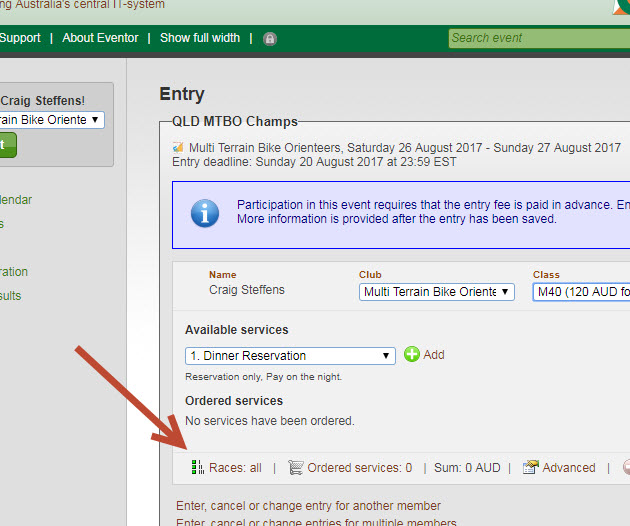 ng Australia's central IT-system
Support | About Eventor | Show full width |
Search event
Craig Steffens!
rain Bike Oriente
t
endar
s
ration
sults
Entry
QLD MTBO Champs
Multi Terrain Bike Orienteers, Saturday 26 August 2017 - Sunday 27 August 2017
Entry deadline: Sunday 20 August 2017 at 23:59 EST
Participation in this event requires that the entry fee is paid in advance. En
More information is provided after the entry has been saved.
Name Club Class
Craig Steffens Multi Terrain Bike Oriente M40 (120 AUD fo
Available services
1. Dinner Reservation Add
Reservation only, Pay on the night.
Ordered services
No services have been ordered.
Races: all | Ordered services: 0 | Sum: 0 AUD | Advanced |
Enter, cancel or change entry for another member
Enter, cancel or change entries for multiple members